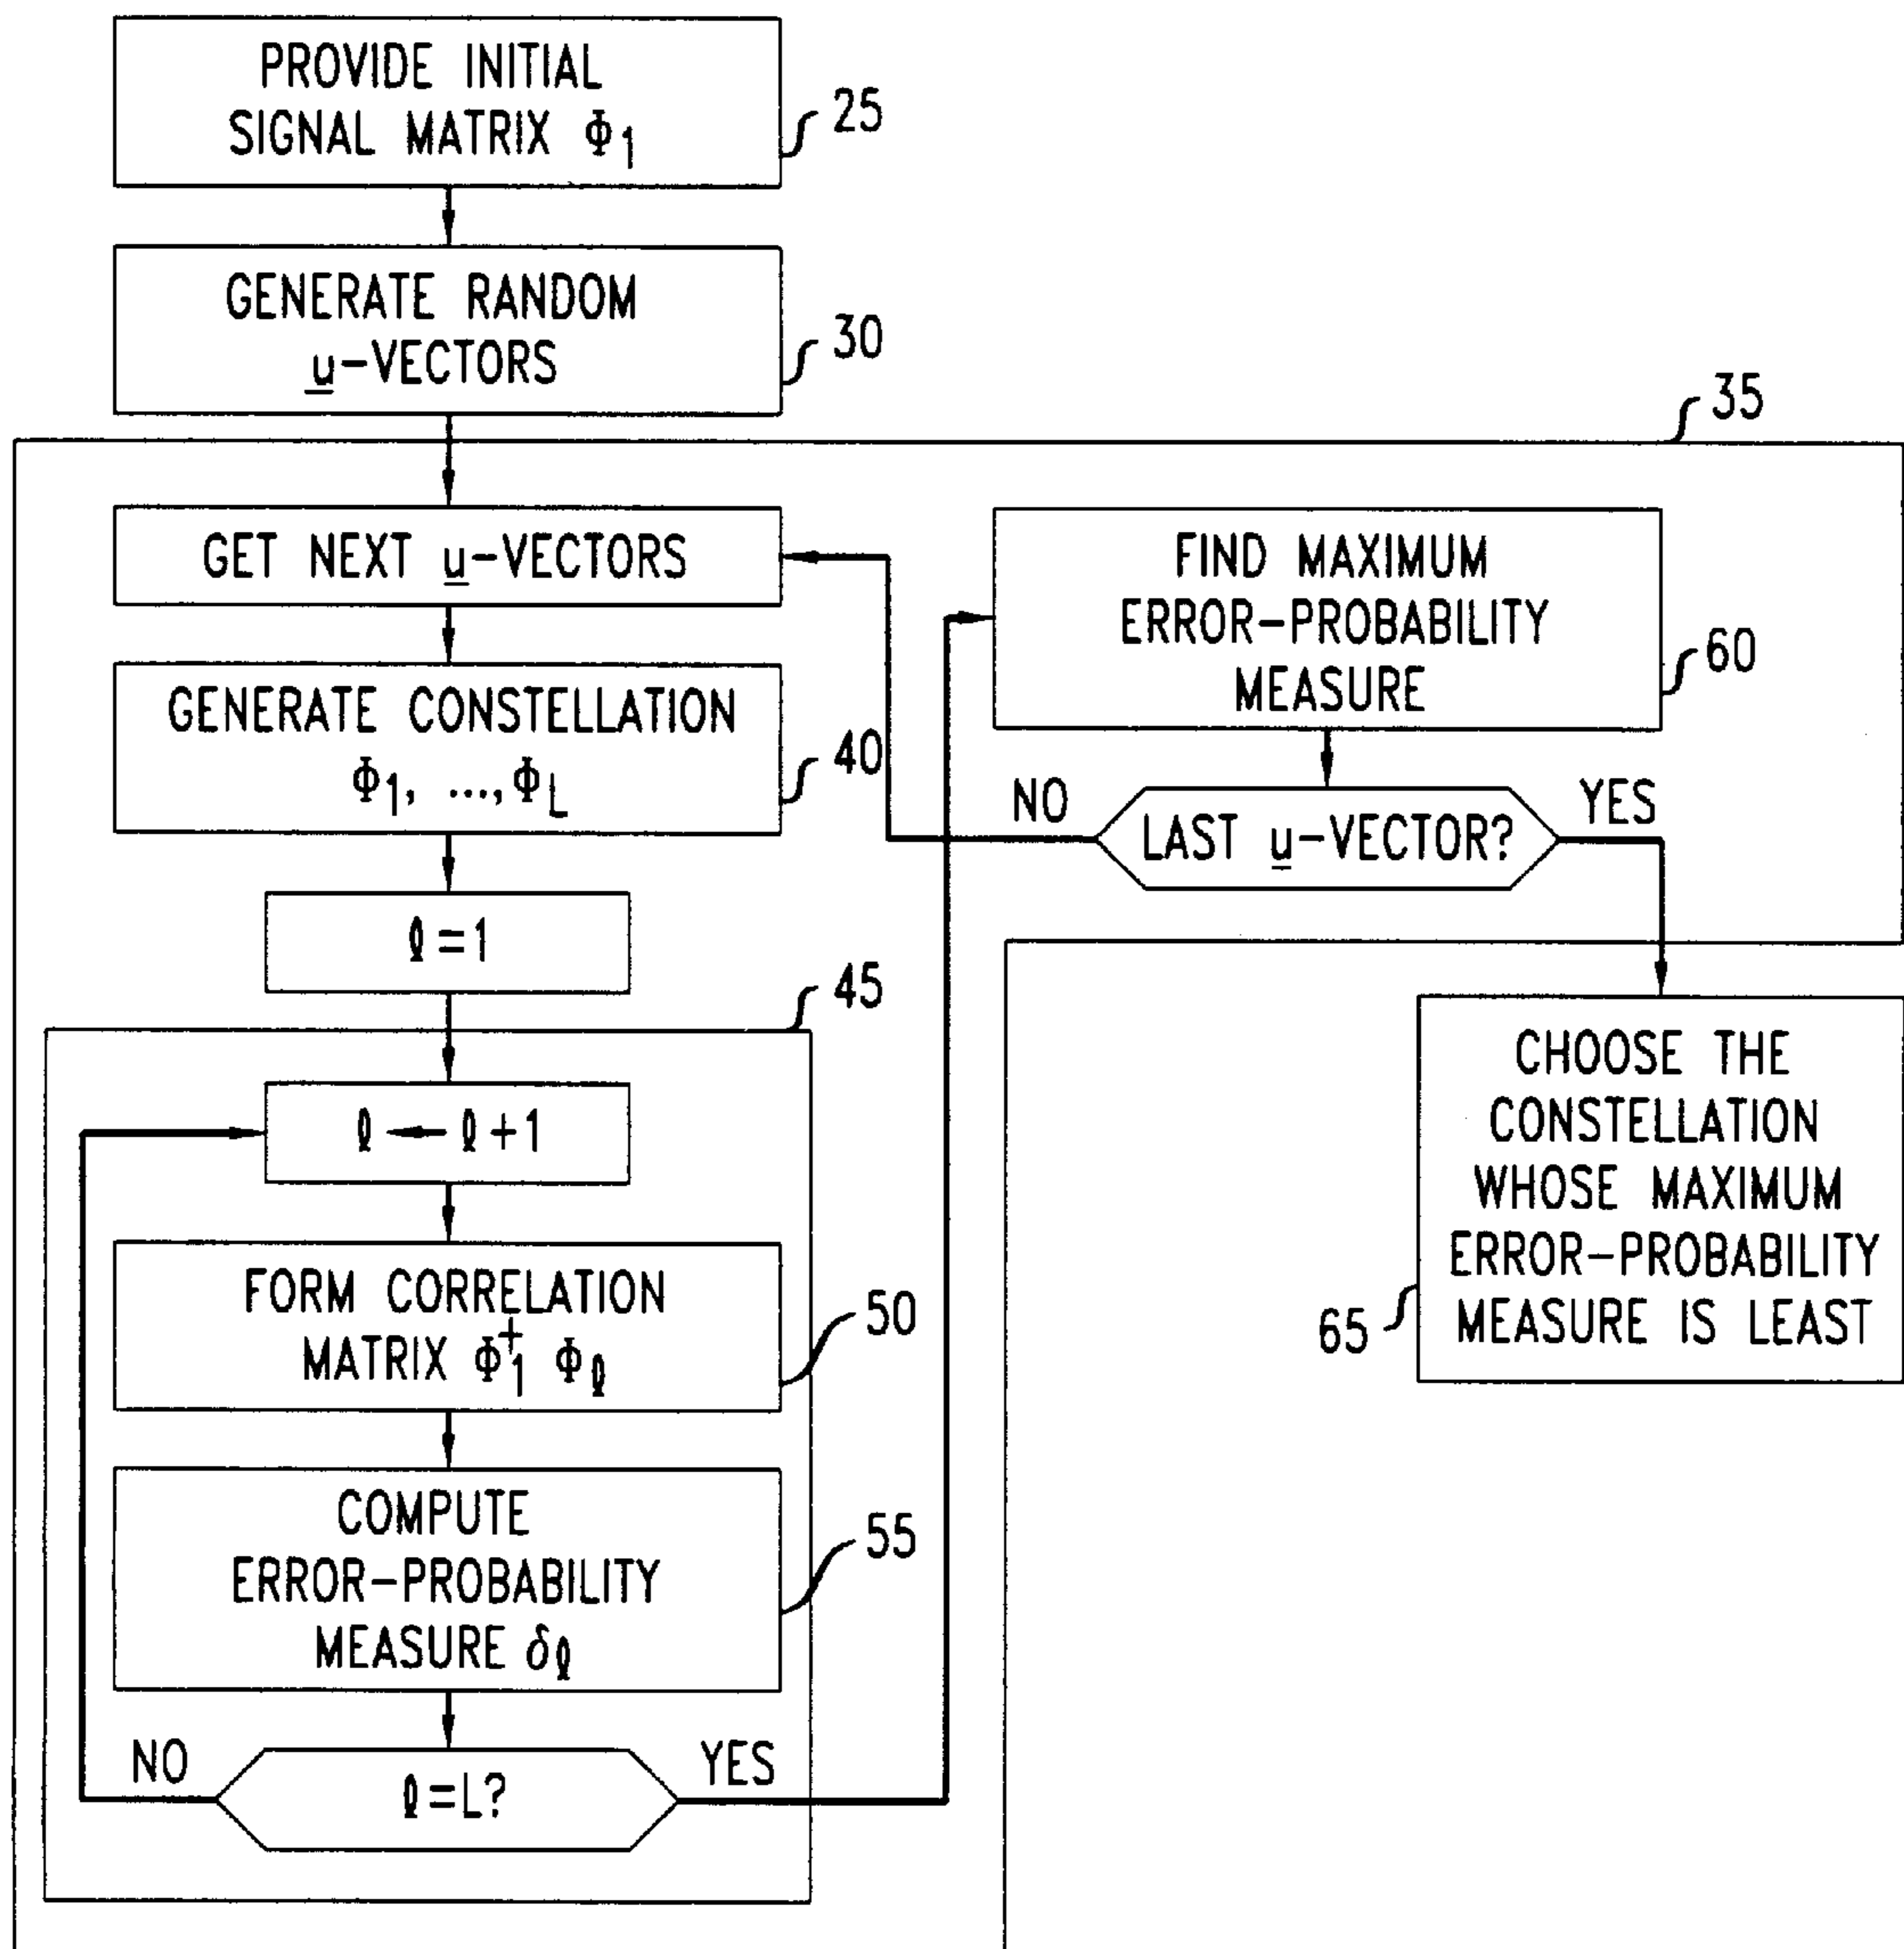 PROVIDE INITIAL
SIGNAL MATRIX Φ1
25
GENERATE RANDOM
u-VECTORS
30
35
GET NEXT u-VECTORS
GENERATE CONSTELLATION
Φ1, ...,ΦL
40
ℓ=1
45
ℓ ← ℓ+1
FORM CORRELATION
MATRIX Φ1+ Φℓ
50
COMPUTE
ERROR-PROBABILITY
MEASURE δℓ
55
NO
ℓ=L?
YES
FIND MAXIMUM
ERROR-PROBABILITY
MEASURE
60
NO
LAST u-VECTOR?
YES
CHOOSE THE
CONSTELLATION
WHOSE MAXIMUM
ERROR-PROBABILITY
MEASURE IS LEAST
65